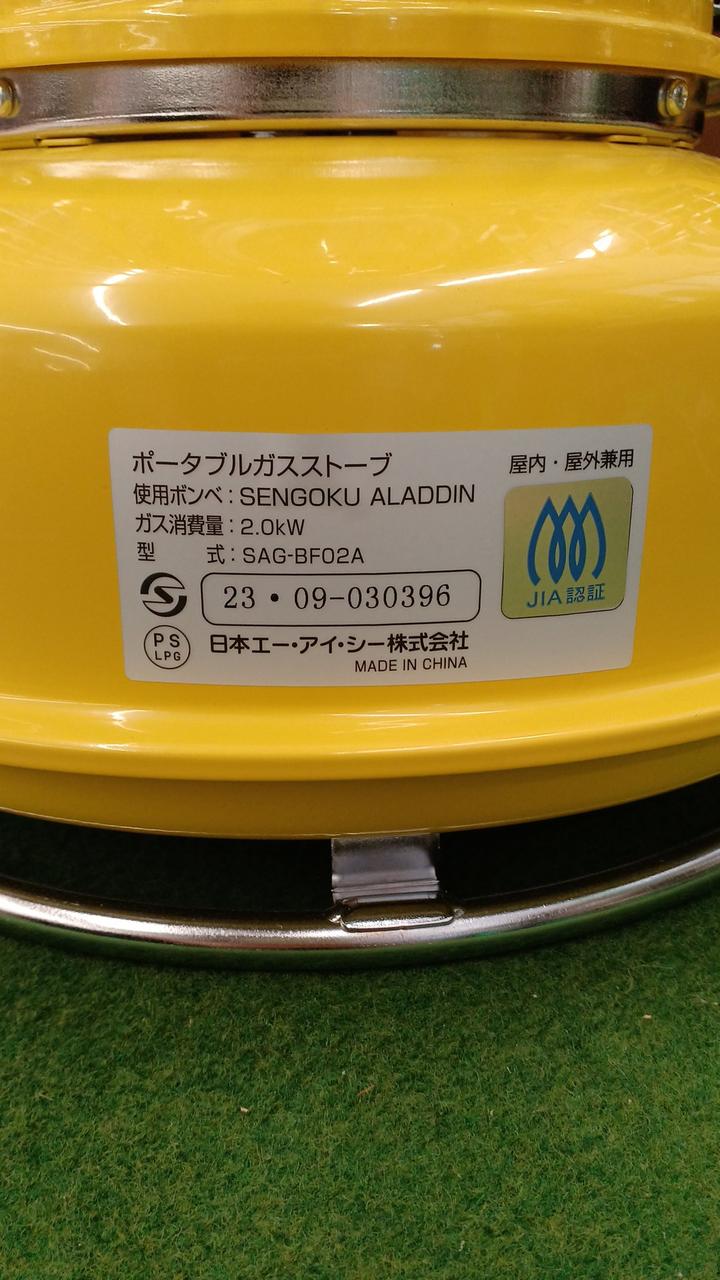 ポータブルガスストーブ
屋内・屋外兼用
使用ボンベ：SENGOKU ALADDIN
ガス消費量：2.0kW
型　　　式：SAG-BF02A
23・09-030396
JIA認証
PS
LPG
日本エー・アイ・シー株式会社
MADE IN CHINA